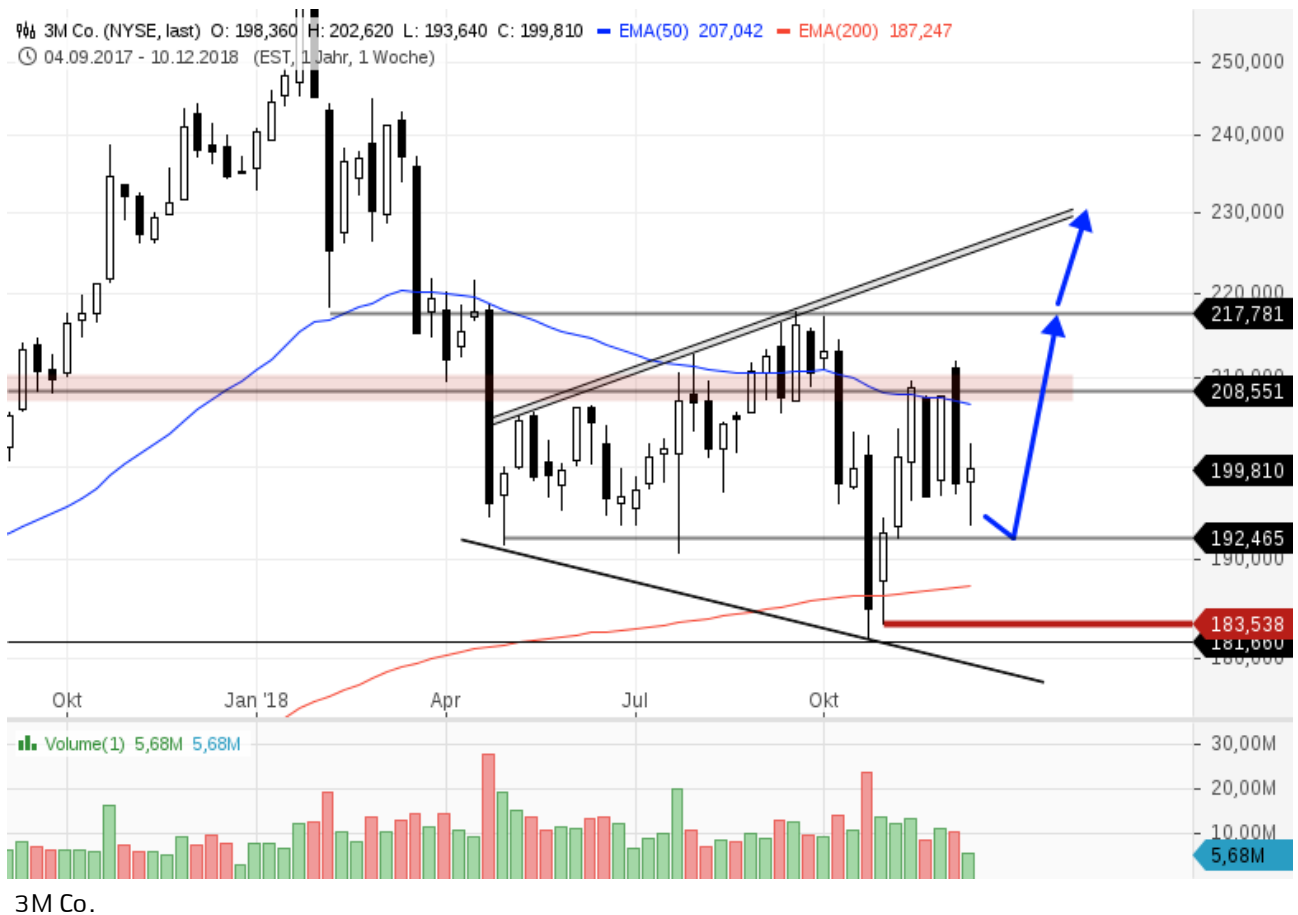 3M Co. (NYSE, last) O: 198,360 H: 202,620 L: 193,640 C: 199,810 EMA(50) 207,042 EMA(200) 187,247
04.09.2017 - 10.12.2018 (EST, 1 Jahr, 1 Woche)
250,000
240,000
230,000
220,000
217,781
210,000
208,551
199,810
192,465
190,000
183,538
181,660
180,000
Okt Jan '18 Apr Jul Okt
Volume(1) 5,68M 5,68M
30,00M
20,00M
10,00M
5,68M
3M Co.